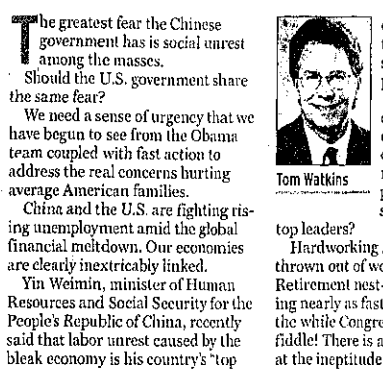 The greatest fear the Chinese
government has is social unrest
among the masses.
Should the U.S. government share
the same fear?
We need a sense of urgency that we
have begun to see from the Obama
team coupled with fast action to
address the real concerns hurting
average American families.
China and the U.S. are fighting ris-
ing unemployment amid the global
financial meltdown. Our economies
are clearly inextricably linked.
Yin Weimin, minister of Human
Resources and Social Security for the
People's Republic of China, recently
said that labor unrest caused by the
bleak economy is his country's "top
Tom Watkins
top leaders?
Hardworking
thrown out of
Retirement nest-
ing nearly as fast
the while
fiddle! There is a
at the ineptitude